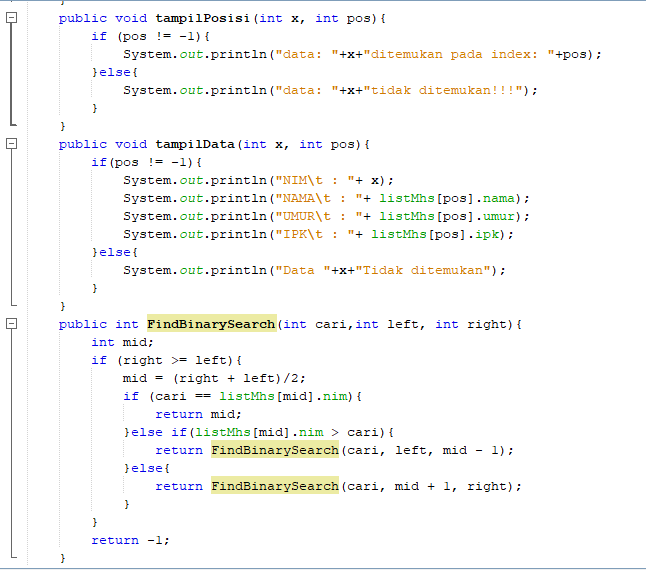 public void tampilPosisi(int x, int pos){
if (pos != -1){
System.out.println("data: "+x+"ditemukan pada index: "+pos);
}else{
System.out.println("data: "+x+"tidak ditemukan!!!");
}
}
public void tampilData(int x, int pos){
if(pos != -1){
System.out.println("NIM\t : "+ x);
System.out.println("NAMA\t : "+ listMhs[pos].nama);
System.out.println("UMUR\t : "+ listMhs[pos].umur);
System.out.println("IPK\t : "+ listMhs[pos].ipk);
}else{
System.out.println("Data "+x+"Tidak ditemukan");
}
}
public int FindBinarySearch(int cari,int left, int right){
int mid;
if (right >= left){
mid = (right + left)/2;
if (cari == listMhs[mid].nim){
return mid;
}else if(listMhs[mid].nim > cari){
return FindBinarySearch(cari, left, mid - 1);
}else{
return FindBinarySearch(cari, mid + 1, right);
}
}
return -1;
}